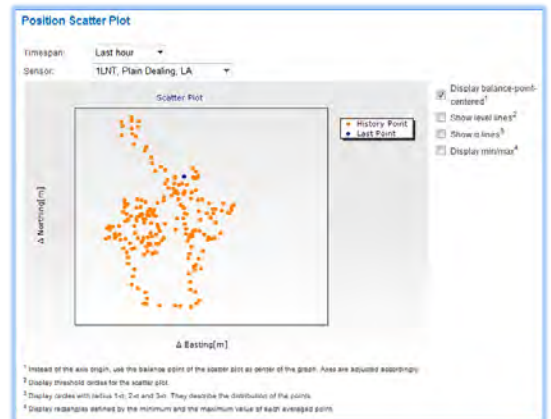 Position Scatter Plot
Timespan: Last hour
Sensor: 1LNT, Plain Dealing, LA
Scatter Plot
History Point
Last Point
Display balance-point-
centered1
Show level lines2
Show σ lines3
Display min/max4
Δ Northing[m]
Δ Easting[m]
1 Instead of the axis origin, use the balance point of the scatter plot as center of the graph. Axes are adjusted accordingly.
2 Display threshold circles for the scatter plot.
3 Display circles with radius 1-σ, 2-σ and 3-σ. They describe the distribution of the points.
4 Display rectangles defined by the minimum and the maximum value of each averaged point.